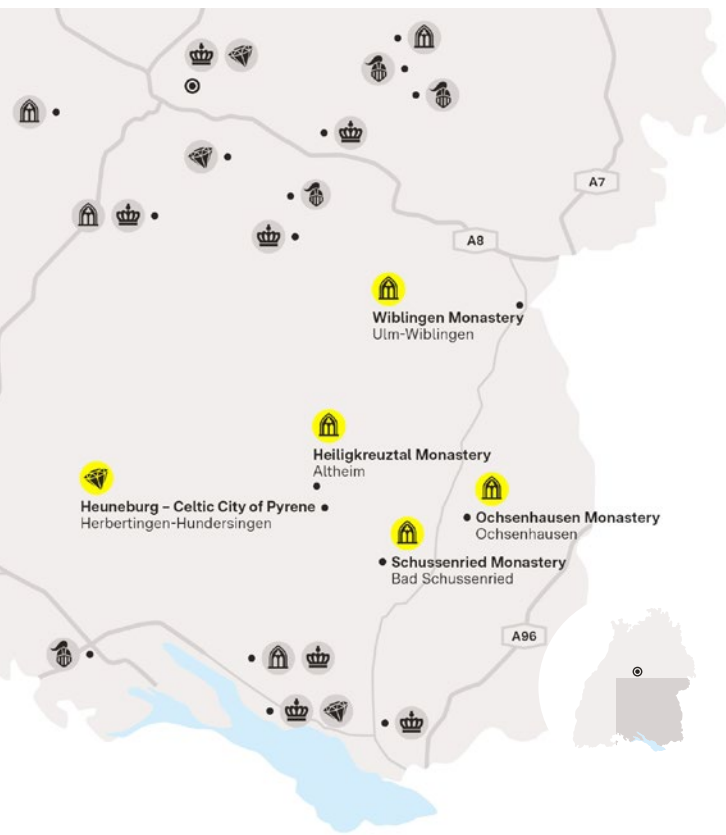 A7
A8
Wiblingen Monastery
Ulm-Wiblingen
Heiligkreuztal Monastery
Altheim
Heuneburg – Celtic City of Pyrene
Herbertingen-Hundersingen
Ochsenhausen Monastery
Ochsenhausen
Schussenried Monastery
Bad Schussenried
A96